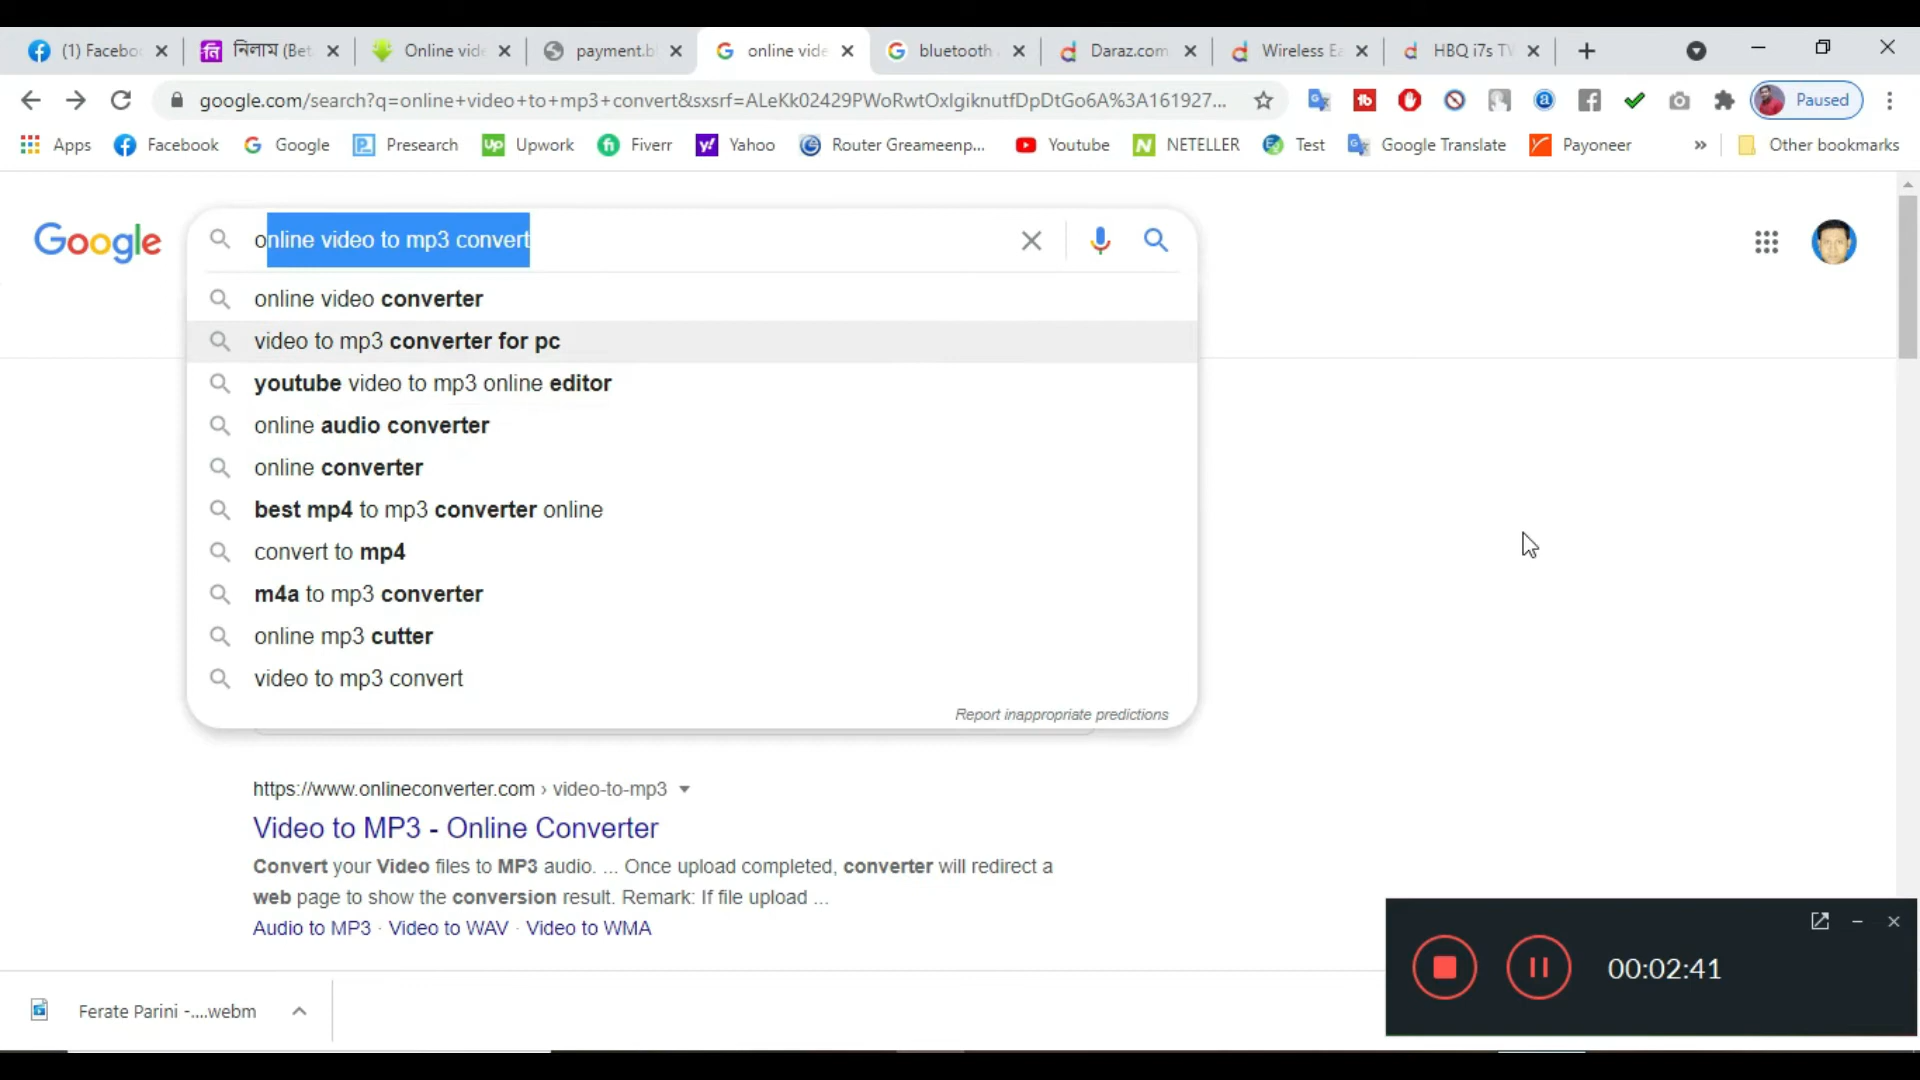 (1) Facebo
নিলাম (Bet
Online vide
payment.b
online vide
bluetooth
Daraz.com
Wireless Ea
HBQ i7s TV
google.com/search?q=online+video+to+mp3+convert&sxsrf=ALeKk02429PWoRwtOxIgiknutfDpDtGo6A%3A161927...
Paused
Apps
Facebook
Google
Presearch
Upwork
Fiverr
Yahoo
Router Greameenp...
Youtube
NETELLER
Test
Google Translate
Payoneer
»
Other bookmarks
Google
online video to mp3 convert
online video converter
video to mp3 converter for pc
youtube video to mp3 online editor
online audio converter
online converter
best mp4 to mp3 converter online
convert to mp4
m4a to mp3 converter
online mp3 cutter
video to mp3 convert
Report inappropriate predictions
https://www.onlineconverter.com › video-to-mp3
Video to MP3 - Online Converter
Convert your Video files to MP3 audio. ... Once upload completed, converter will redirect a
web page to show the conversion result. Remark: If file upload ...
Audio to MP3 · Video to WAV · Video to WMA
Ferate Parini -....webm
00:02:41